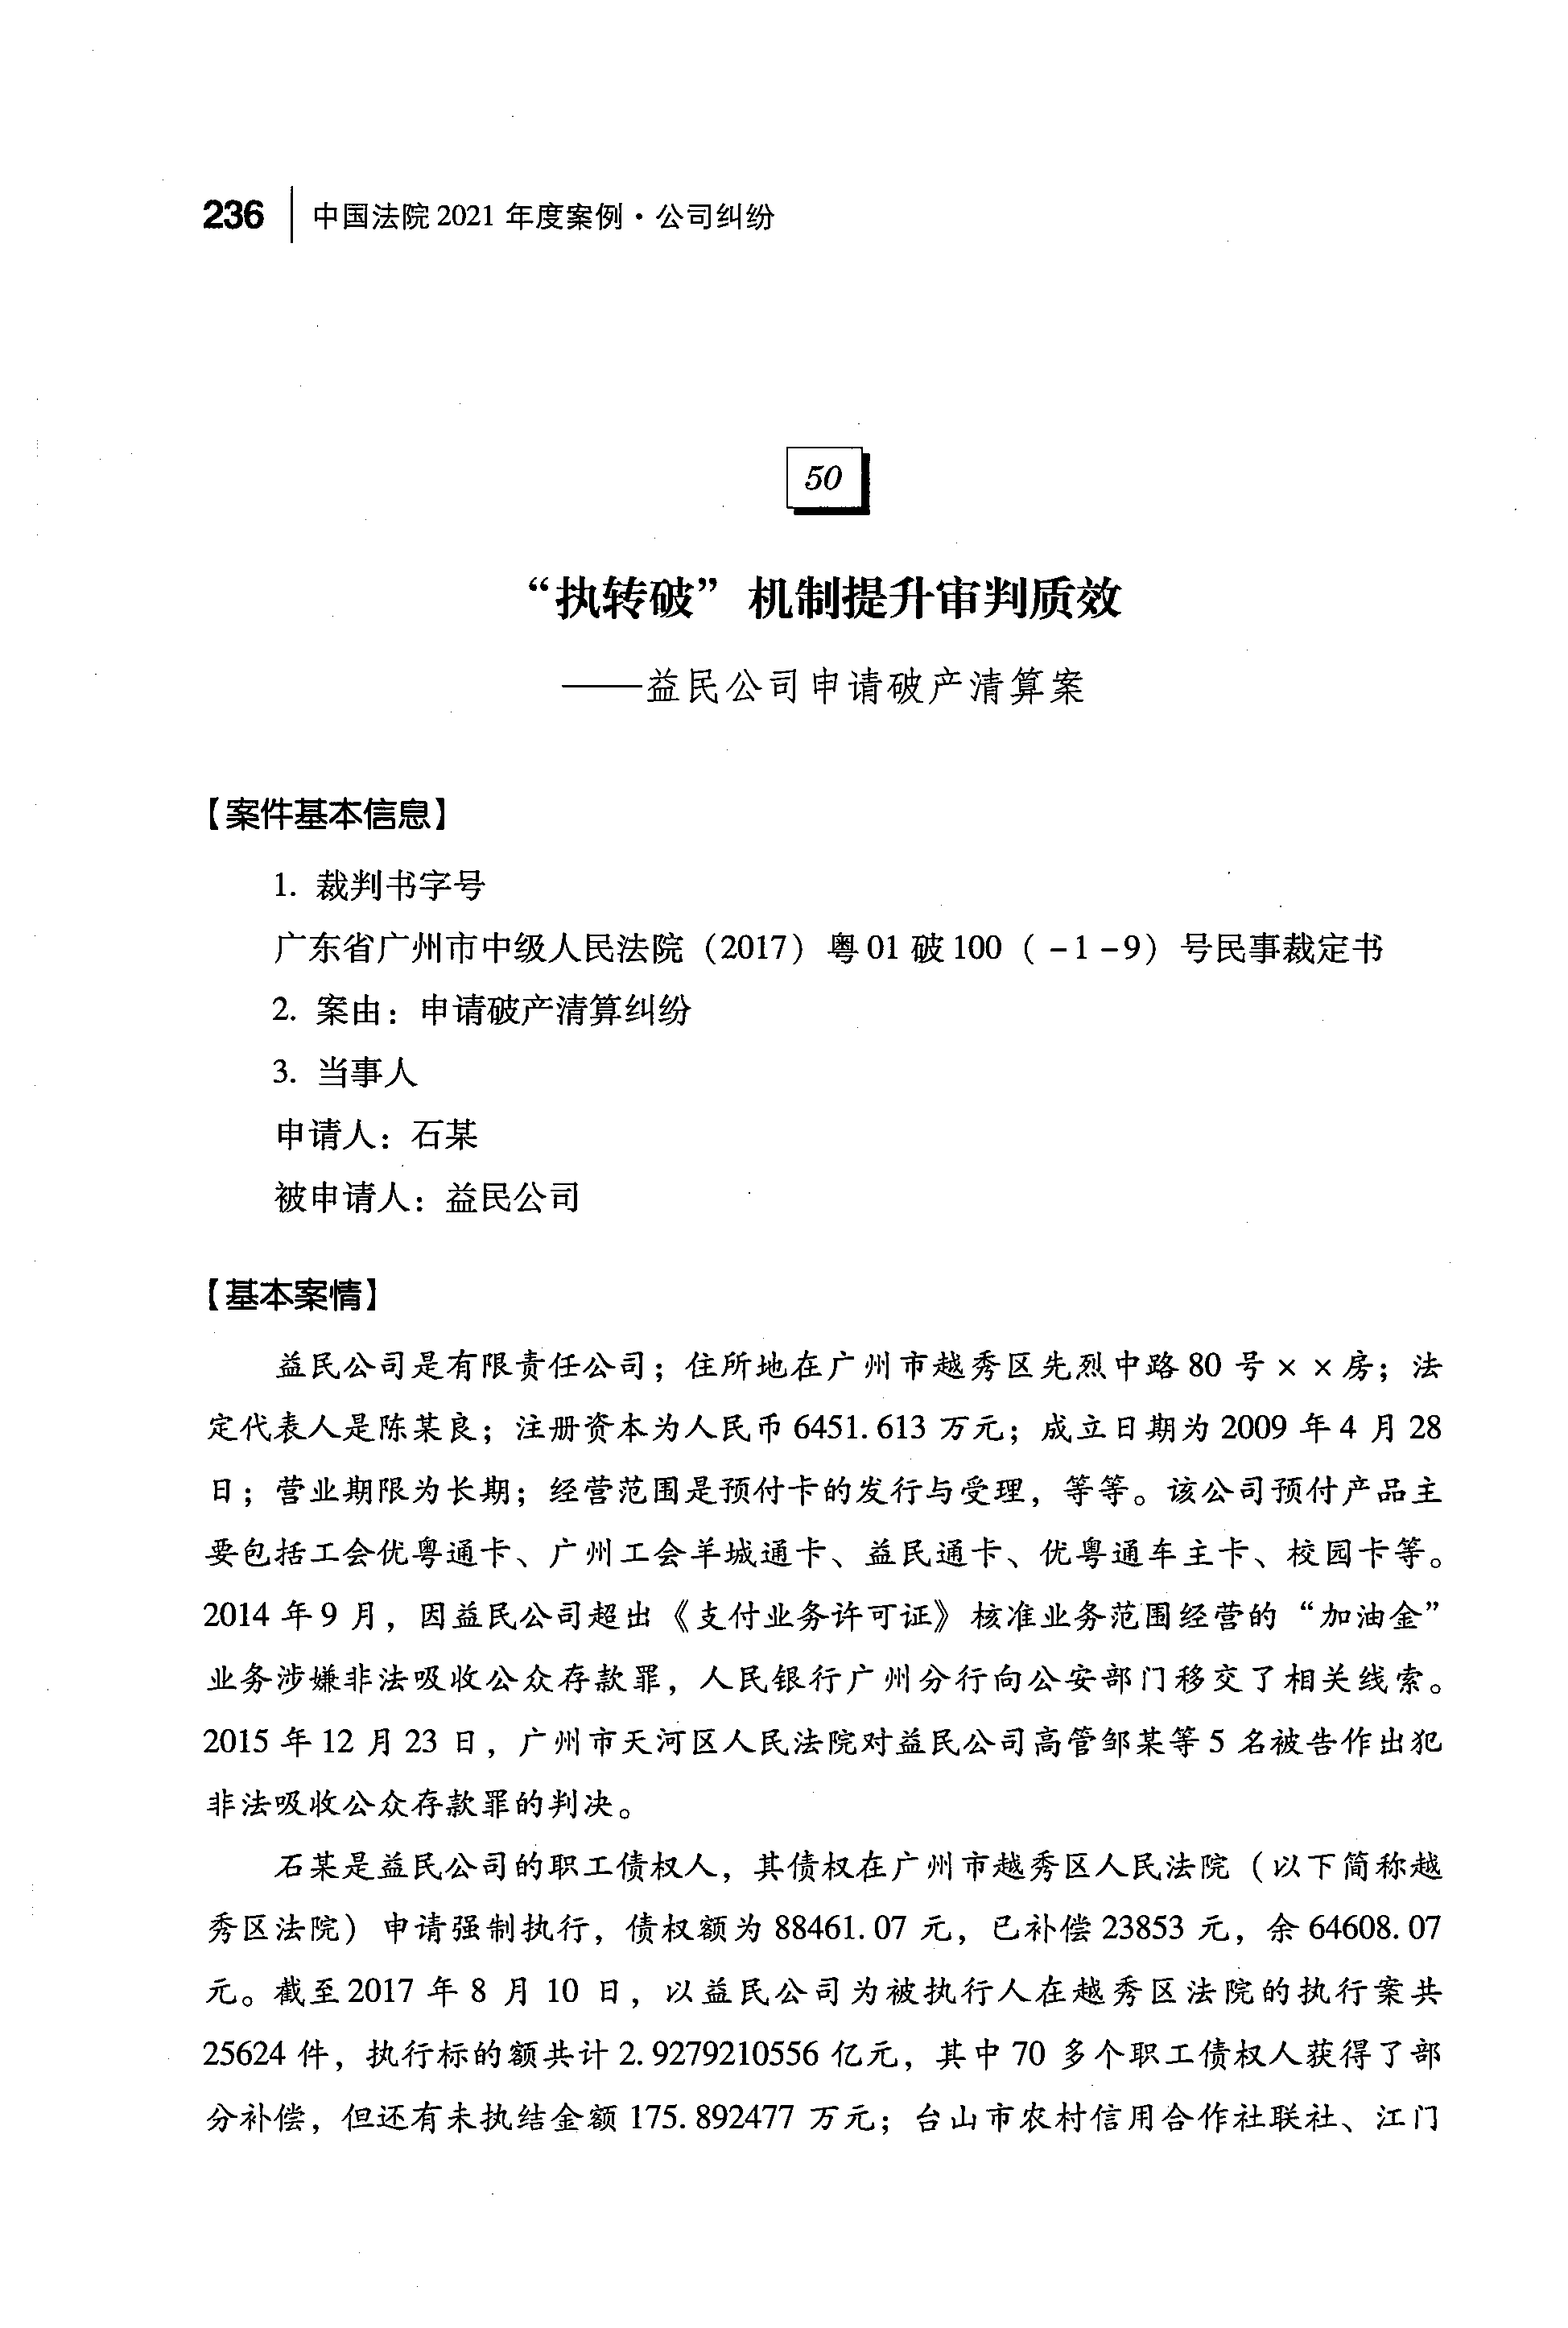 236 中国法院2021年度案例·公司纠纷
50
“执转破”机制提升审判质效
——益民公司申请破产清算案
【案件基本信息】
1. 裁判书字号
广东省广州市中级人民法院（2017）粤01破100（-1-9）号民事裁定书
2. 案由：申请破产清算纠纷
3. 当事人
申请人：石某
被申请人：益民公司
【基本案情】
益民公司是有限责任公司；住所地在广州市越秀区先烈中路80号××房；法
定代表人是陈某良；注册资本为人民币6451.613万元；成立日期为2009年4月28
日；营业期限为长期；经营范围是预付卡的发行与受理，等等。该公司预付产品主
要包括工会优粤通卡、广州工会羊城通卡、益民通卡、优粤通车主卡、校园卡等。
2014年9月，因益民公司超出《支付业务许可证》核准业务范围经营的“加油金”
业务涉嫌非法吸收公众存款罪，人民银行广州分行向公安部门移交了相关线索。
2015年12月23日，广州市天河区人民法院对益民公司高管邹某等5名被告作出犯
非法吸收公众存款罪的判决。
石某是益民公司的职工债权人，其债权在广州市越秀区人民法院（以下简称越
秀区法院）申请强制执行，债权额为88461.07元，已补偿23853元，余64608.07
元。截至2017年8月10日，以益民公司为被执行人在越秀区法院的执行案共
25624件，执行标的额共计2.9279210556亿元，其中70多个职工债权人获得了部
分补偿，但还有未执结金额175.892477万元；台山市农村信用合作社联社、江门